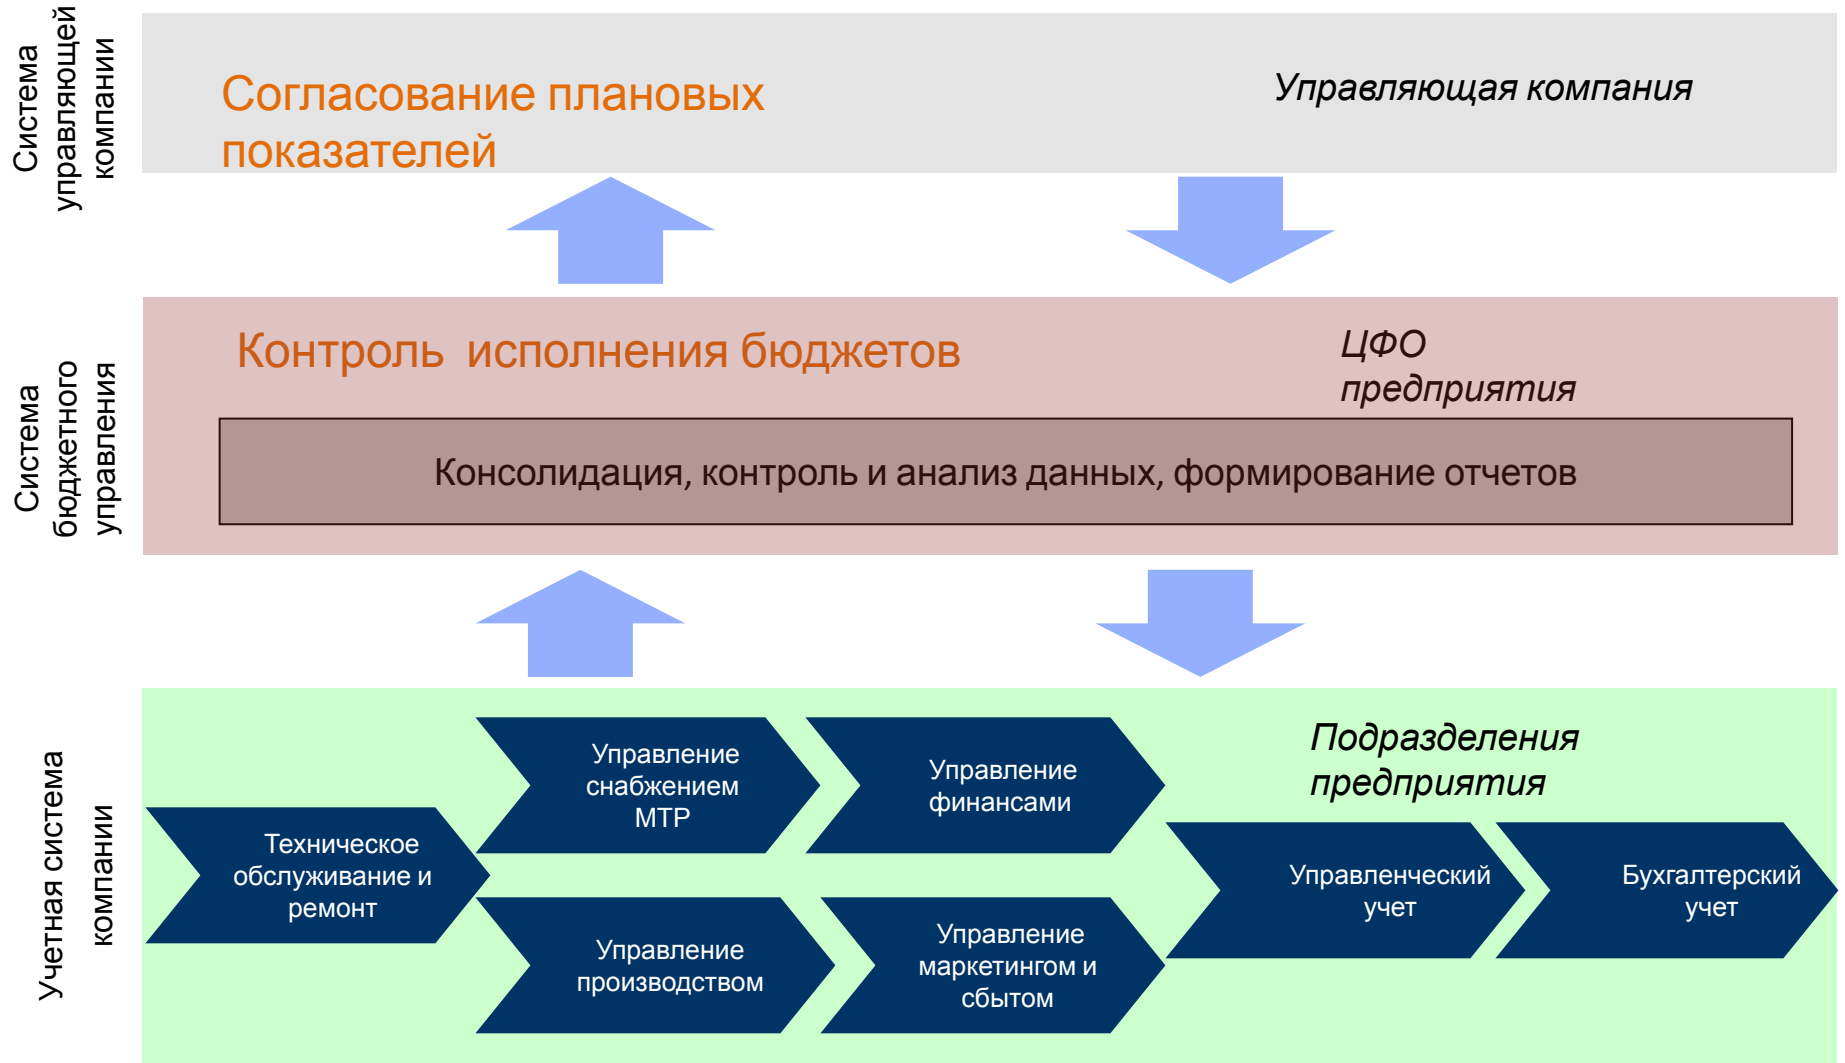 Система
управляющей
компании
Согласование плановых
показателей
Управляющая компания
Система
бюджетного
управления
Контроль исполнения бюджетов
ЦФО
предприятия
Консолидация, контроль и анализ данных, формирование отчетов
Учетная система
компании
Подразделения
предприятия
Техническое
обслуживание и
ремонт
Управление
снабжением
МТР
Управление
финансами
Управление
производством
Управление
маркетингом и
сбытом
Управленческий
учет
Бухгалтерский
учет